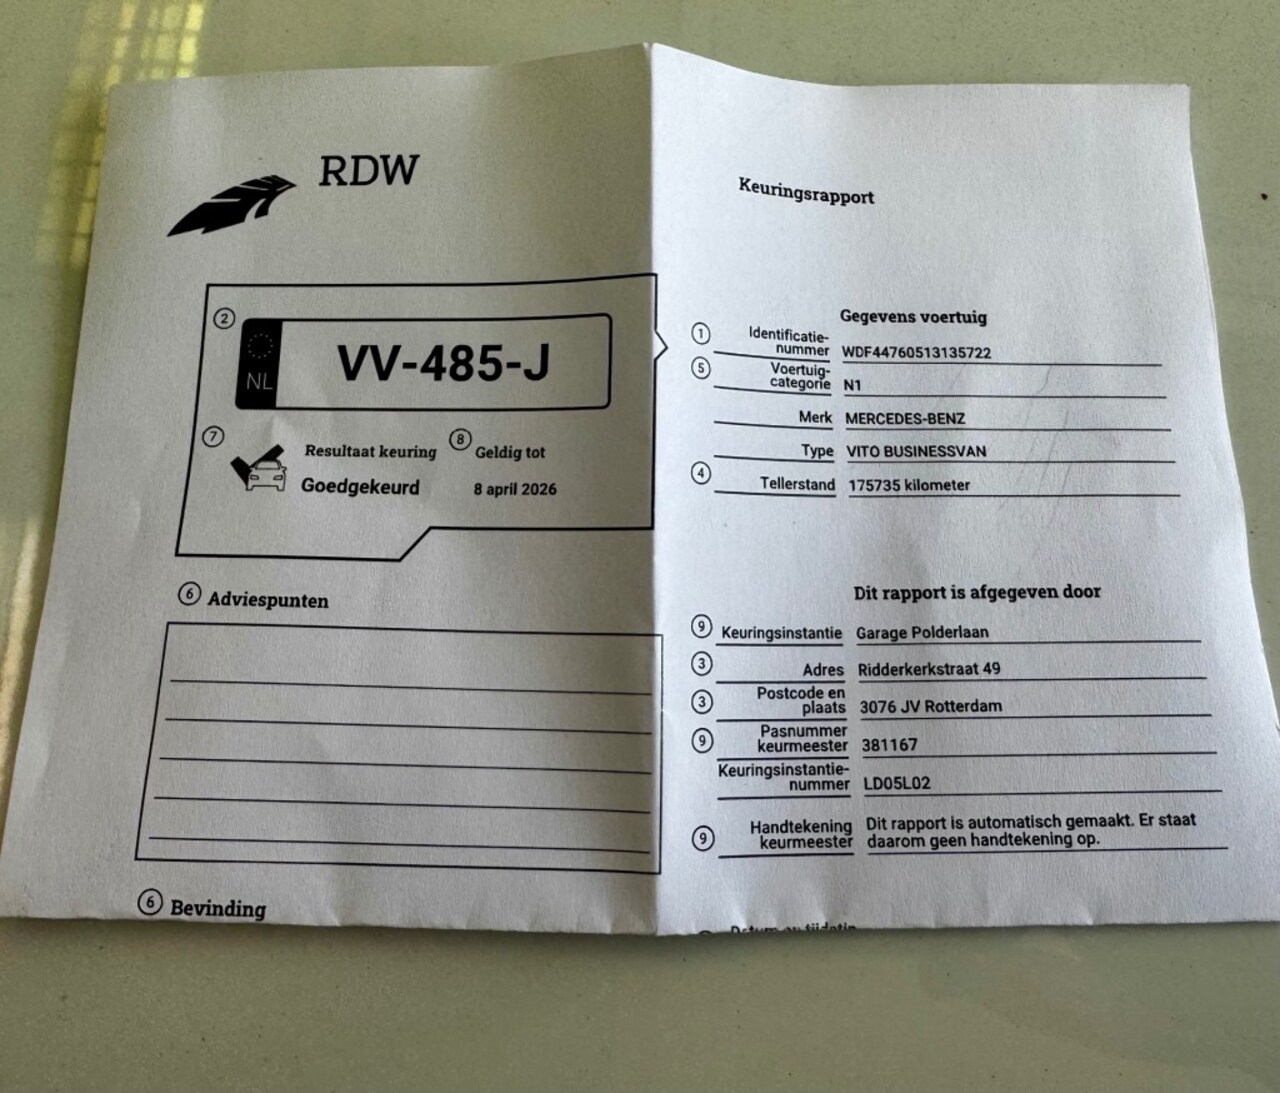 RDW
Keuringsrapport
2
NL
VV-485-J
7
Resultaat keuring
8
Geldig tot
Goedgekeurd
8 april 2026
6 Adviespunten
6 Bevinding
Gegevens voertuig
1
Identificatie-
nummer WDF44760513135722
5
Voertuig-
categorie N1
Merk MERCEDES-BENZ
Type VITO BUSINESSVAN
4
Tellerstand 175735 kilometer
Dit rapport is afgegeven door
9 Keuringsinstantie Garage Polderlaan
3 Adres Ridderkerkstraat 49
3
Postcode en
plaats 3076 JV Rotterdam
9
Pasnummer
keurmeester 381167
Keuringsinstantie-
nummer LD05L02
9
Handtekening Dit rapport is automatisch gemaakt. Er staat
keurmeester daarom geen handtekening op.